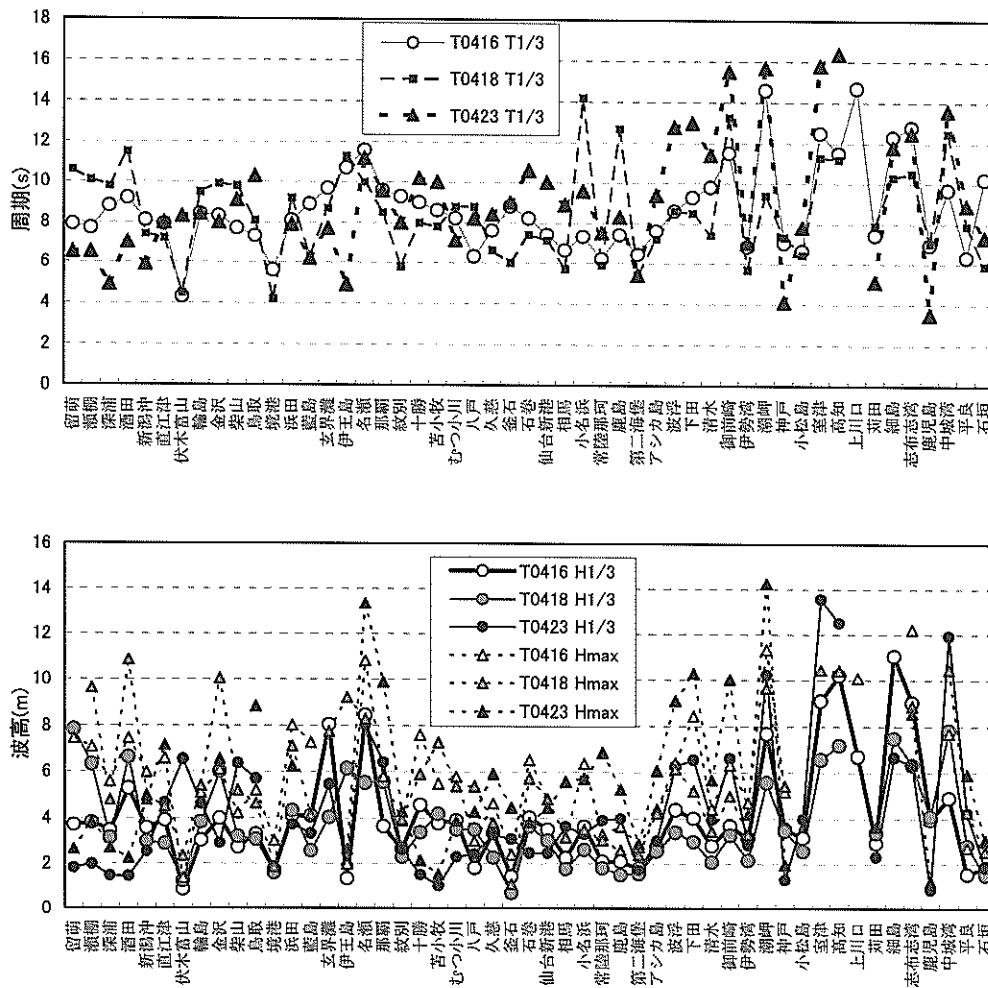 18
16
14
12
10
8
6
4
2
0
周期(s)
T0416 T1/3
T0418 T1/3
T0423 T1/3
留萌
瀬棚
深浦
酒田
新潟沖
直江津
伏木富山
輪島
金沢
柴山
鳥取
境港
浜田
藍島
玄界灘
伊王島
名瀬
那覇
紋別
十勝
苫小牧
むつ小川
八戸
久慈
釜石
石巻
仙台新港
相馬
小名浜
常陸那珂
鹿島
第二海堡
アシカ島
波浮
下田
清水
御前崎
伊勢湾
潮岬
神戸
小松島
室津
高知
上川口
苅田
細島
志布志湾
鹿児島
中城湾
平良
石垣
16
14
12
10
8
6
4
2
0
波高(m)
T0416 H1/3
T0418 H1/3
T0423 H1/3
T0416 Hmax
T0418 Hmax
T0423 Hmax
留萌
瀬棚
深浦
酒田
新潟沖
直江津
伏木富山
輪島
金沢
柴山
鳥取
境港
浜田
藍島
玄界灘
伊王島
名瀬
那覇
紋別
十勝
苫小牧
むつ小川
八戸
久慈
釜石
石巻
仙台新港
相馬
小名浜
常陸那珂
鹿島
第二海堡
アシカ島
波浮
下田
清水
御前崎
伊勢湾
潮岬
神戸
小松島
室津
高知
上川口
苅田
細島
志布志湾
鹿児島
中城湾
平良
石垣